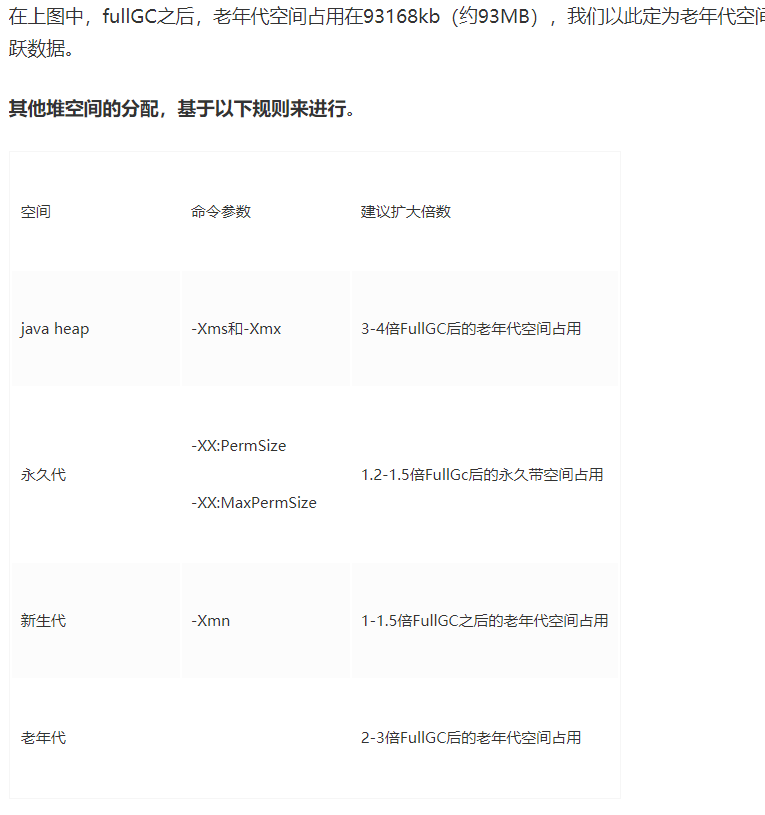 在上图中，fullGC之后，老年代空间占用在93168kb（约93MB），我们以此定为老年代空
跃数据。
其他堆空间的分配，基于以下规则来进行。
空间 命令参数 建议扩大倍数
java heap -Xms和-Xmx 3-4倍FullGC后的老年代空间占用
-XX:PermSize
永久代 1.2-1.5倍FullGc后的永久带空间占用
-XX:MaxPermSize
新生代 -Xmn 1-1.5倍FullGC之后的老年代空间占用
老年代 2-3倍FullGC后的老年代空间占用